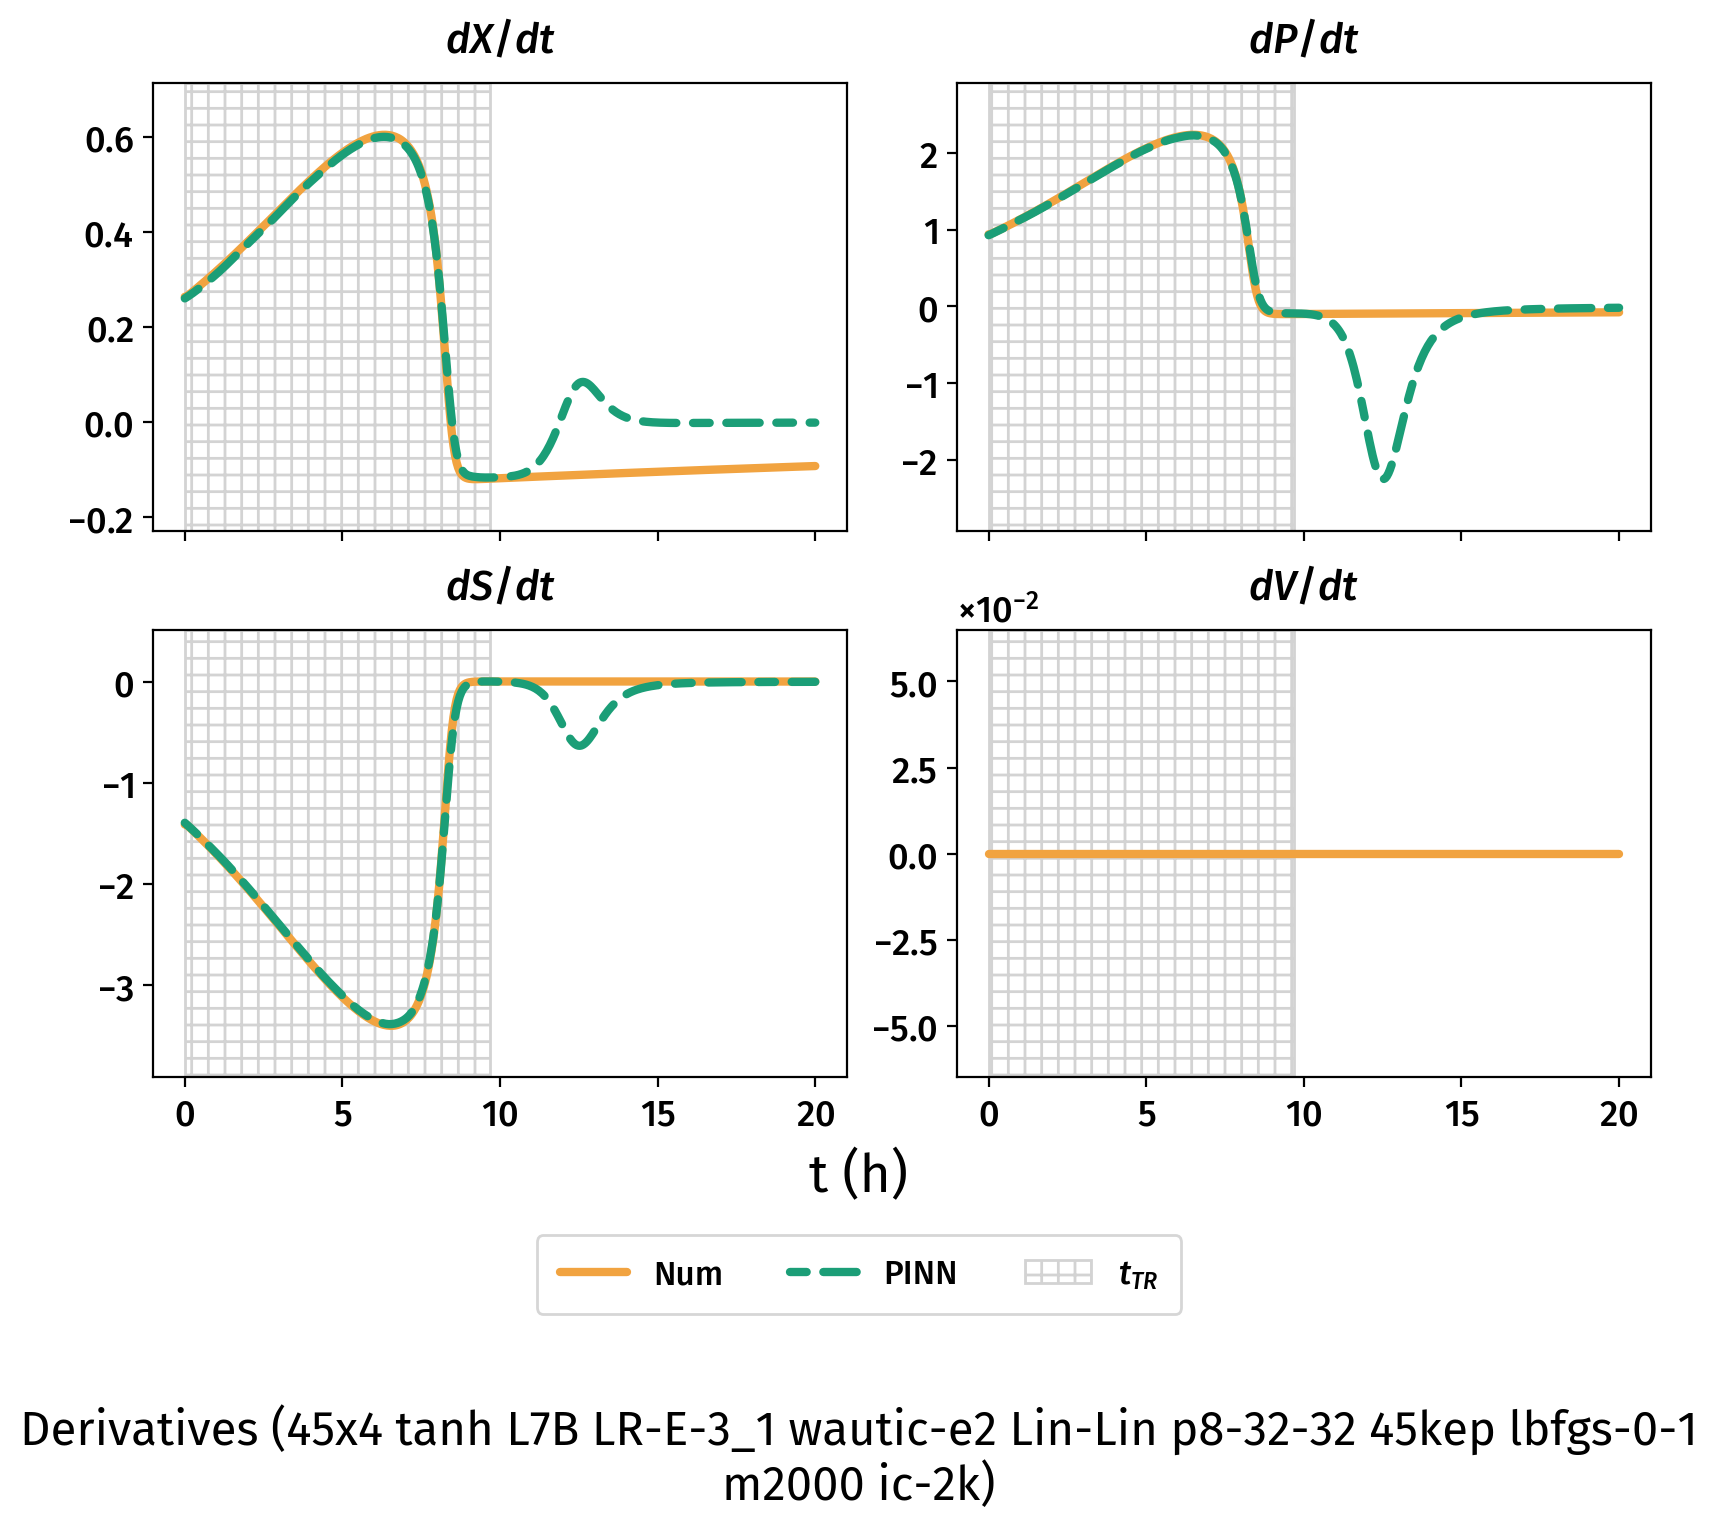 dX/dt
dP/dt
0.6
0.4
0.2
0.0
−0.2
2
1
0
−1
−2
dS/dt
dV/dt
×10⁻²
0
−1
−2
−3
5.0
2.5
0.0
−2.5
−5.0
0 5 10 15 20
0 5 10 15 20
t (h)
Num PINN t_TR
Derivatives (45x4 tanh L7B LR-E-3_1 wautic-e2 Lin-Lin p8-32-32 45kep lbfgs-0-1
m2000 ic-2k)